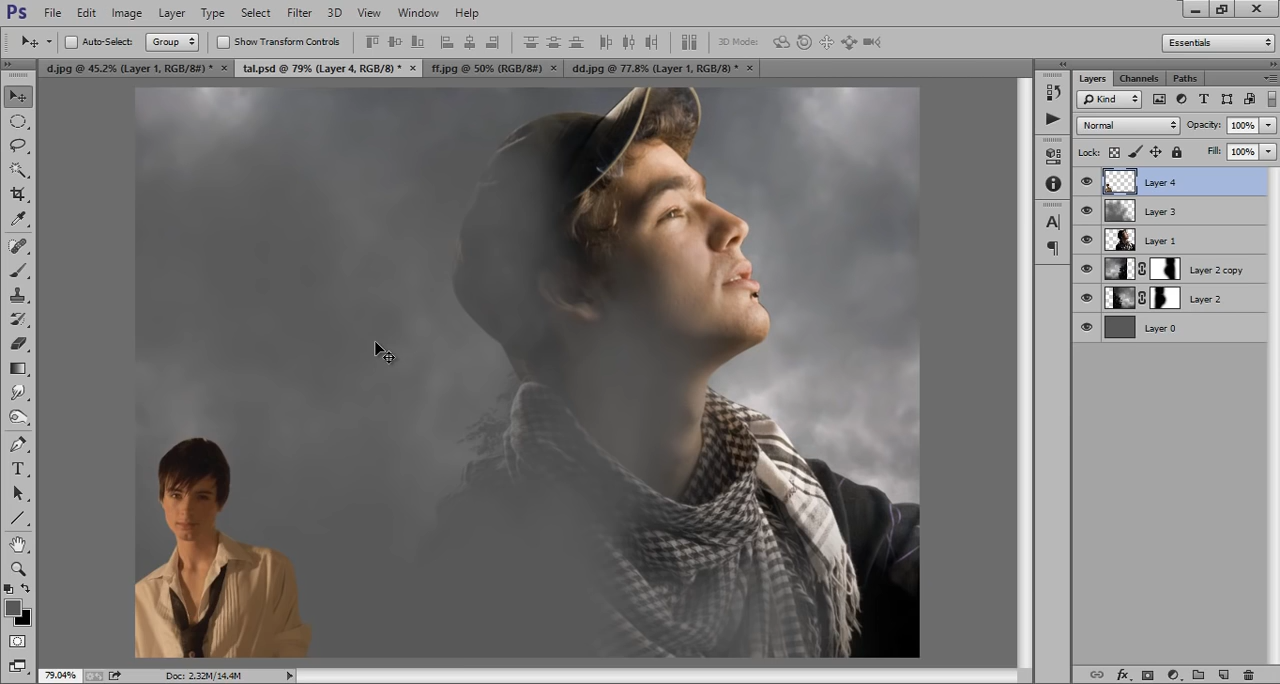 Ps File Edit Image Layer Type Select Filter 3D View Window Help
Auto-Select: Group Show Transform Controls 3D Mode: Essentials
d.jpg @ 45.2% (Layer 1, RGB/8#) * × tal.psd @ 79% (Layer 4, RGB/8) * × ff.jpg @ 50% (RGB/8#) × dd.jpg @ 77.8% (Layer 1, RGB/8) * ×
Layers Channels Paths
Kind
Normal Opacity: 100%
Lock: Fill: 100%
Layer 4
Layer 3
Layer 1
Layer 2 copy
Layer 2
Layer 0
79.04% Doc: 2.32M/14.4M